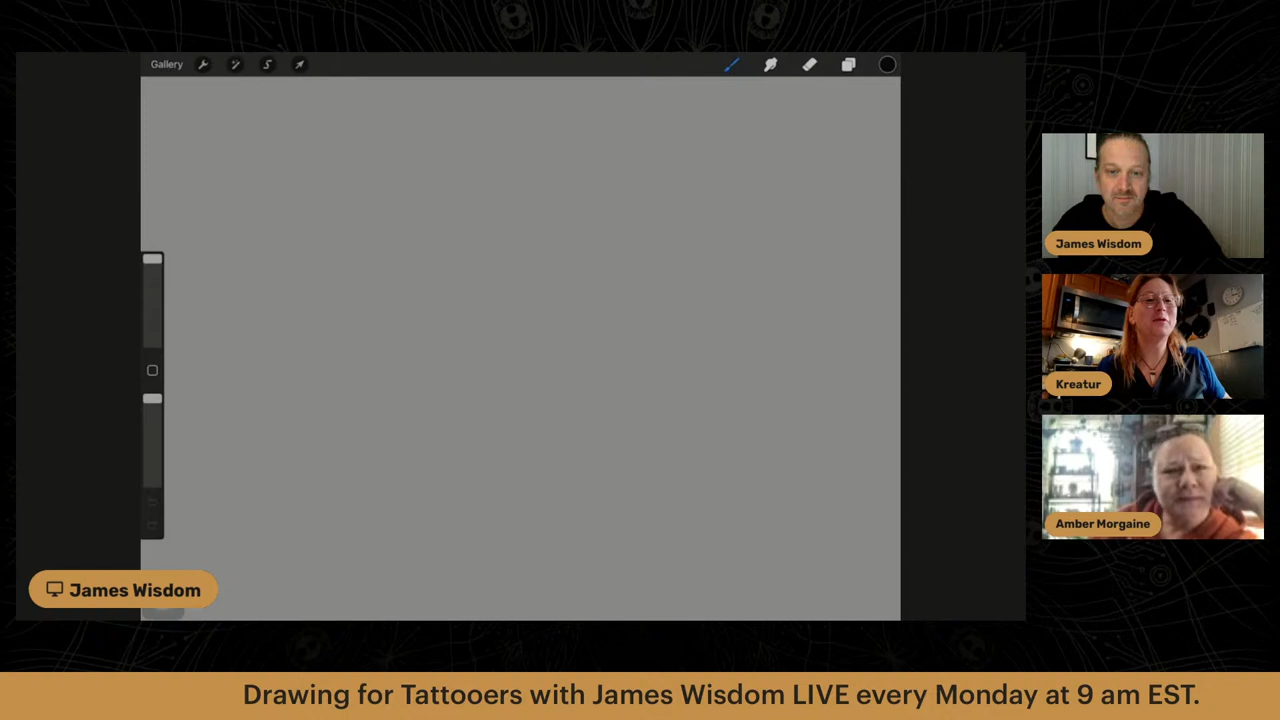 Gallery
James Wisdom
Kreatur
Amber Morgaine
James Wisdom
Drawing for Tattooers with James Wisdom LIVE every Monday at 9 am EST.